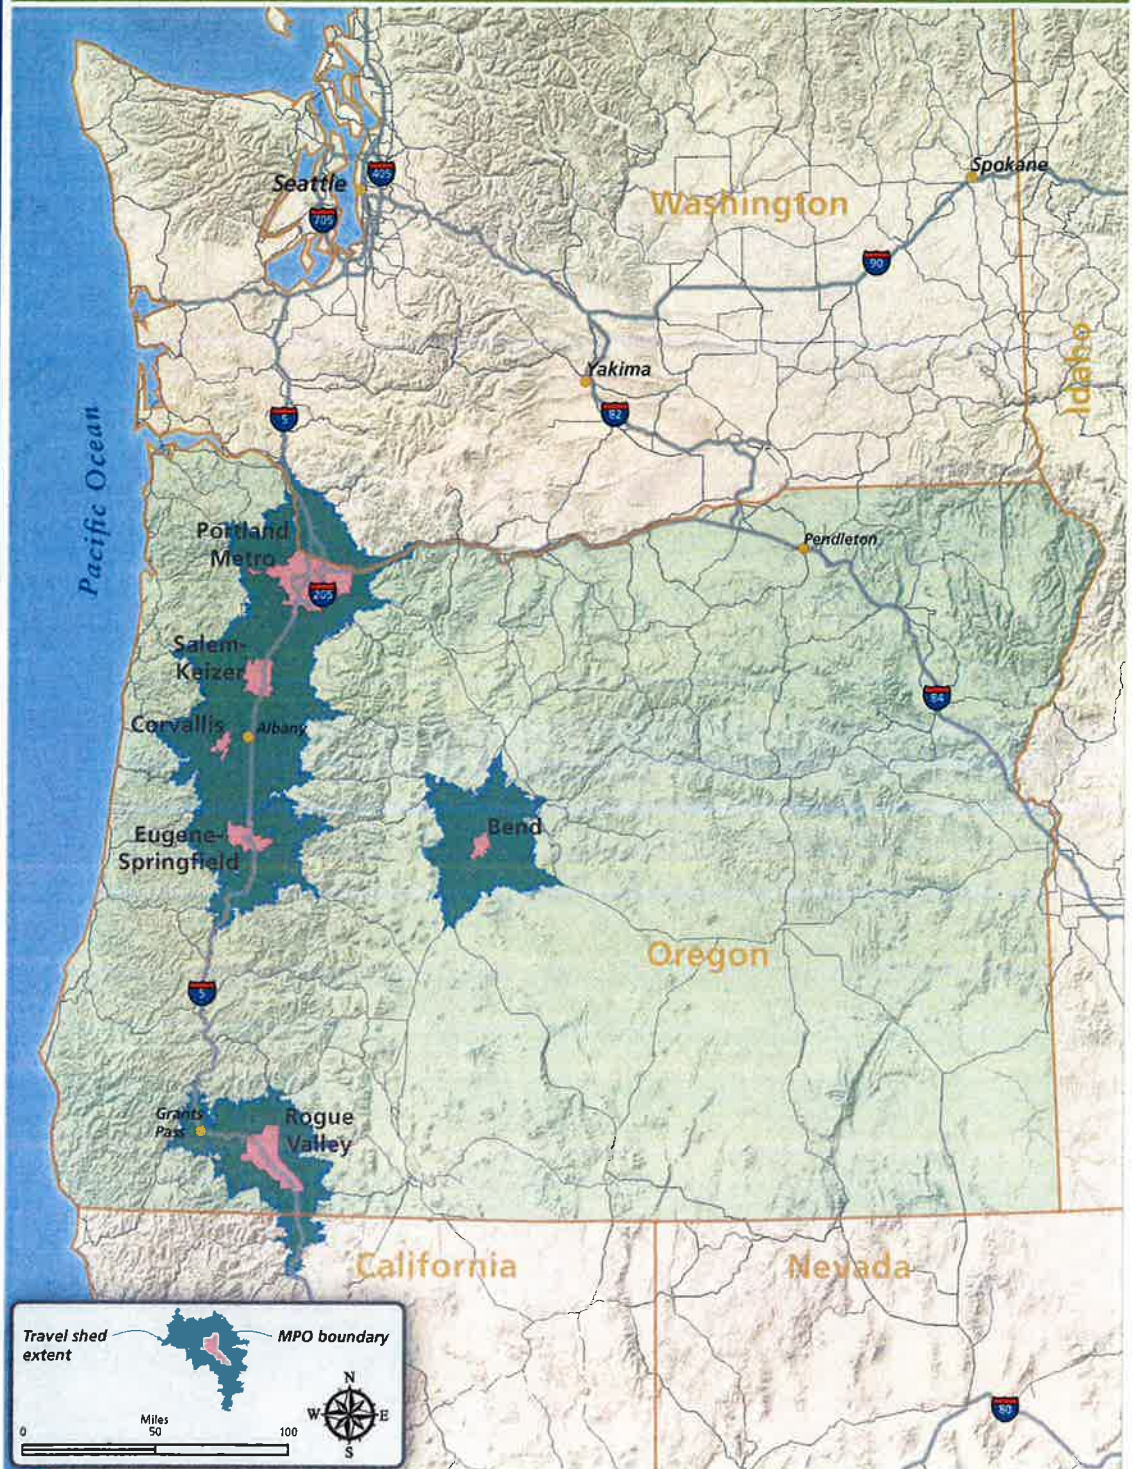 405
Seattle
Spokane
705
Washington
90
Yakima
Idaho
82
5
Pacific Ocean
Portland
Metro
Pendleton
205
Salem-
Keizer
84
Corvallis
Albany
Bend
Eugene-
Springfield
Oregon
5
Grants
Pass
Rogue
Valley
California
Nevada
Travel shed
extent
MPO boundary
N
W
E
S
Miles
0
50
100
80